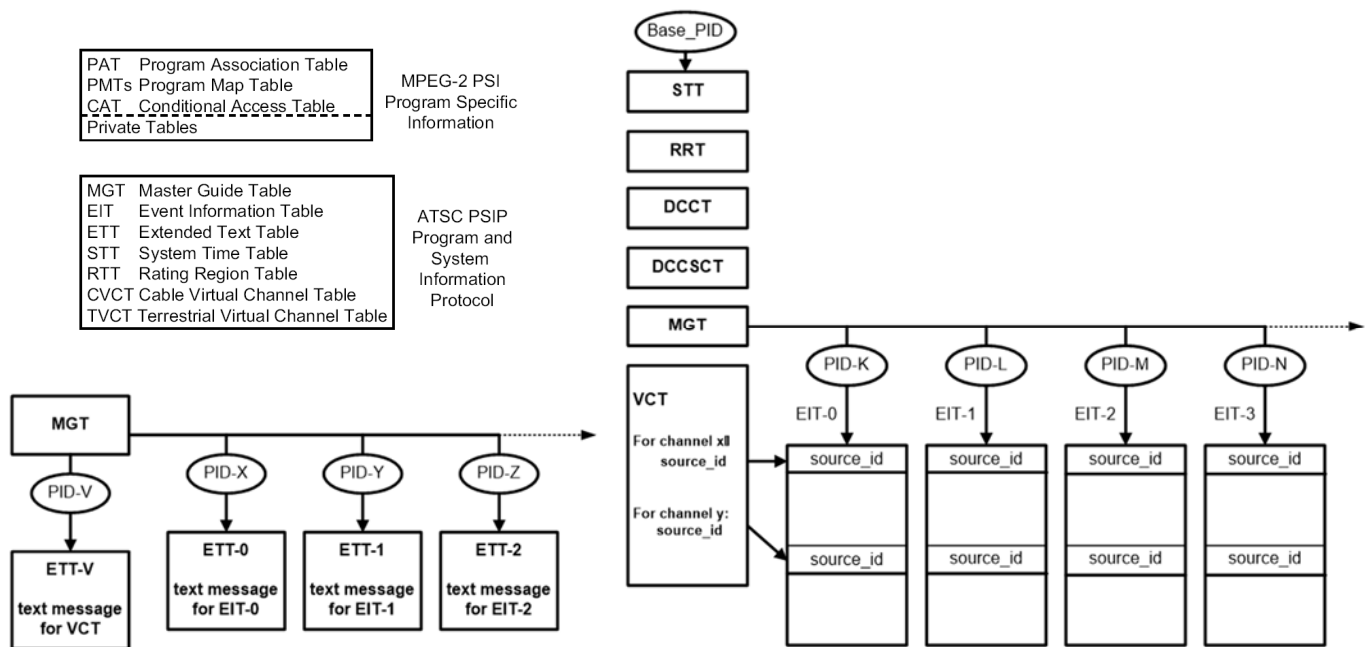 PAT Program Association Table
PMTs Program Map Table
CAT Conditional Access Table
Private Tables
MPEG-2 PSI
Program Specific
Information
MGT Master Guide Table
EIT Event Information Table
ETT Extended Text Table
STT System Time Table
RTT Rating Region Table
CVCT Cable Virtual Channel Table
TVCT Terrestrial Virtual Channel Table
ATSC PSIP
Program and
System
Information
Protocol
MGT
PID-V
PID-X
PID-Y
PID-Z
ETT-V
text message
for VCT
ETT-0
text message
for EIT-0
ETT-1
text message
for EIT-1
ETT-2
text message
for EIT-2
Base_PID
STT
RRT
DCCT
DCCSCT
MGT
PID-K
PID-L
PID-M
PID-N
EIT-0
EIT-1
EIT-2
EIT-3
VCT
For channel x
source_id
For channel y:
source_id
source_id
source_id
source_id
source_id
source_id
source_id
source_id
source_id